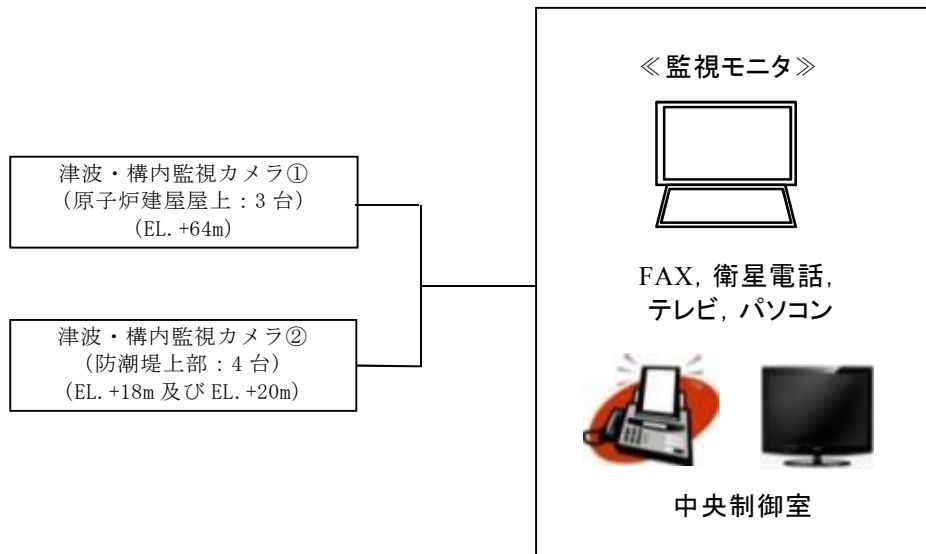 津波・構内監視カメラ①
(原子炉建屋屋上：3 台)
(EL. +64m)
津波・構内監視カメラ②
(防潮堤上部：4 台)
(EL. +18m 及び EL. +20m)
≪監視モニタ≫
FAX, 衛星電話,
テレビ, パソコン
中央制御室